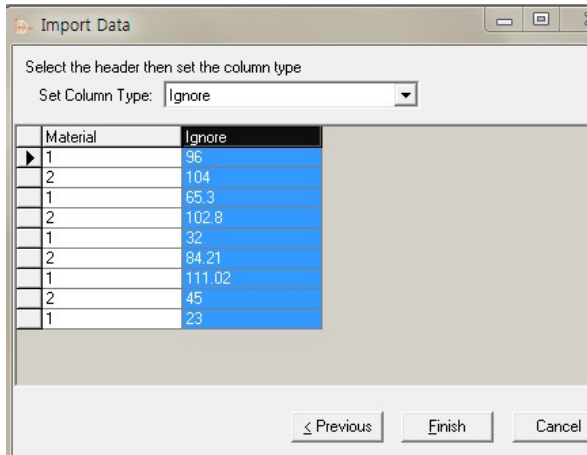 Import Data
Select the header then set the column type
Set Column Type: Ignore
Material Ignore
1 96
2 104
1 65.3
2 102.8
1 32
2 84.21
1 111.02
2 45
1 23
< Previous Finish Cancel